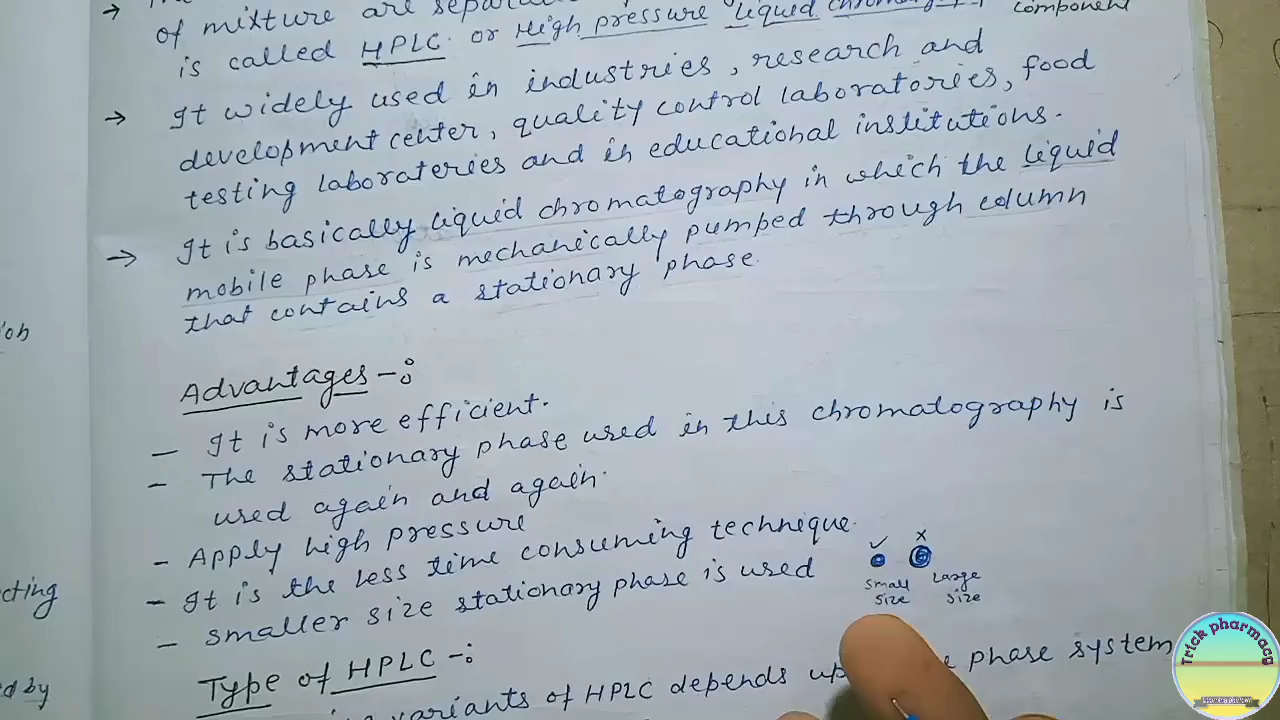 of mixture are
is called HPLC. or High pressure liquid component
→ It widely used in industries, research and
development center, quality control laboratories, food
testing laborateries and in educational institutions.
→ It is basically liquid chromatography in which the liquid
mobile phase is mechanically pumped through column
that contains a stationary phase.
Advantages -:
- It is more efficient.
- The stationary phase used in this chromatography is
used again and again.
- Apply high pressure
- It is the less time consuming technique.
- smaller size stationary phase is used
✓ x
small size
Large size
Type of HPLC -:
variants of HPLC depends phase system
cting
d by
Trick pharmacy